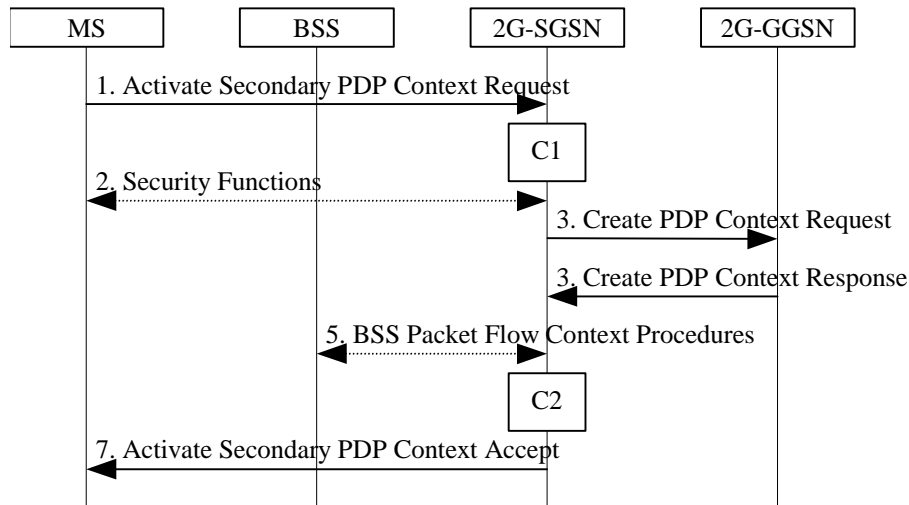 MS
BSS
2G-SGSN
2G-GGSN
1. Activate Secondary PDP Context Request
C1
2. Security Functions
3. Create PDP Context Request
3. Create PDP Context Response
5. BSS Packet Flow Context Procedures
C2
7. Activate Secondary PDP Context Accept